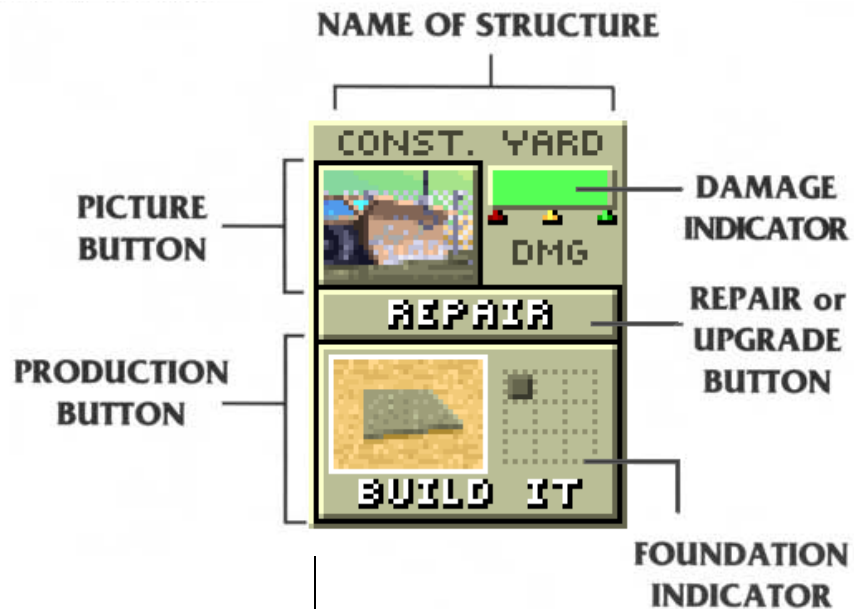 NAME OF STRUCTURE
CONST. YARD
PICTURE
BUTTON
DAMAGE
INDICATOR
DMG
REPAIR
REPAIR or
UPGRADE
BUTTON
PRODUCTION
BUTTON
BUILD IT
FOUNDATION
INDICATOR